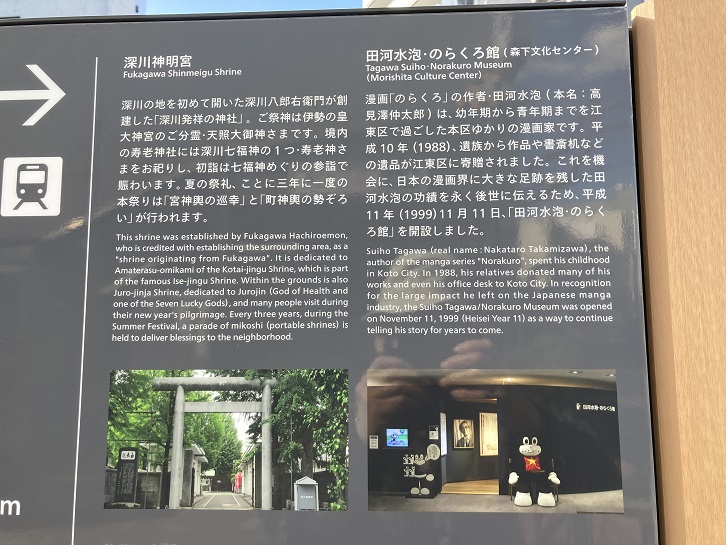 深川神明宮
Fukagawa Shinmeigu Shrine
深川の地を初めて開いた深川八郎右衛門が創
建した「深川発祥の神社」。ご祭神は伊勢の皇
大神宮のご分霊・天照大御神さまです。境内
の寿老神社には深川七福神の1つ・寿老神さ
まをお祀りし、初詣は七福神めぐりの参詣で
賑わいます。夏の祭礼、ことに三年に一度の
本祭りは「宮神輿の巡幸」と「町神輿の勢ぞろ
い」が行われます。
This shrine was established by Fukagawa Hachiroemon,
who is credited with establishing the surrounding area, as a
"shrine originating from Fukagawa". It is dedicated to
Amaterasu-omikami of the Kotai-jingu Shrine, which is part
of the famous Ise-jingu Shrine. Within the grounds is also
Juro-jinja Shrine, dedicated to Jurojin (God of Health and
one of the Seven Lucky Gods), and many people visit during
their new year's pilgrimage. Every three years, during the
Summer Festival, a parade of mikoshi (portable shrines) is
held to deliver blessings to the neighborhood.
田河水泡・のらくろ館(森下文化センター)
Tagawa Suiho・Norakuro Museum
(Morishita Culture Center)
漫画「のらくろ」の作者・田河水泡(本名:高
見澤仲太郎)は、幼年期から青年期までを江
東区で過ごした本区ゆかりの漫画家です。平
成10年(1988)、遺族から作品や書斎机など
の遺品が江東区に寄贈されました。これを機
会に、日本の漫画界に大きな足跡を残した田
河水泡の功績を永く後世に伝えるため、平成
11年(1999)11月11日、「田河水泡・のらく
ろ館」を開設しました。
Suiho Tagawa (real name : Nakataro Takamizawa), the
author of the manga series "Norakuro", spent his childhood
in Koto City. In 1988, his relatives donated many of his
works and even his office desk to Koto City. In recognition
for the large impact he left on the Japanese manga
industry, the Suiho Tagawa/Norakuro Museum was opened
on November 11, 1999 (Heisei Year 11) as a way to continue
telling his story for years to come.
田河水泡・のらくろ館
m